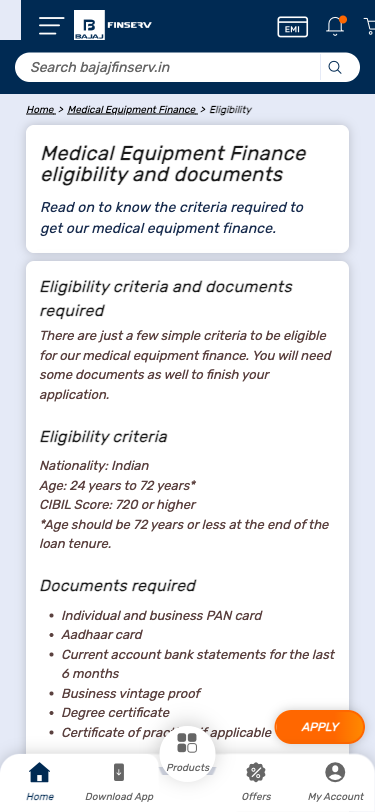 BAJAJ FINSERV
EMI
Search bajajfinserv.in
Home > Medical Equipment Finance > Eligibility
Medical Equipment Finance
eligibility and documents
Read on to know the criteria required to
get our medical equipment finance.
Eligibility criteria and documents
required
There are just a few simple criteria to be eligible
for our medical equipment finance. You will need
some documents as well to finish your
application.
Eligibility criteria
Nationality: Indian
Age: 24 years to 72 years*
CIBIL Score: 720 or higher
*Age should be 72 years or less at the end of the
loan tenure.
Documents required
• Individual and business PAN card
• Aadhaar card
• Current account bank statements for the last
6 months
• Business vintage proof
• Degree certificate
• Certificate of applicable
APPLY
Home
Download App
Products
Offers
My Account